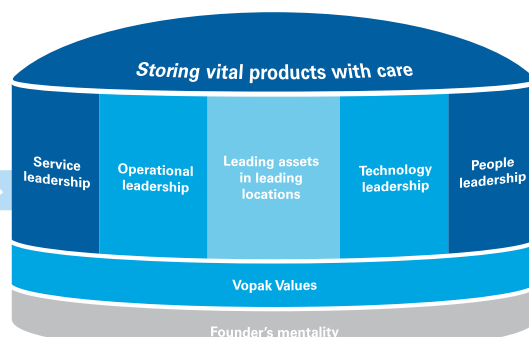 Storing vital products with care
Service
leadership
Operational
leadership
Leading assets
in leading
locations
Technology
leadership
People
leadership
Vopak Values
Founder's mentality